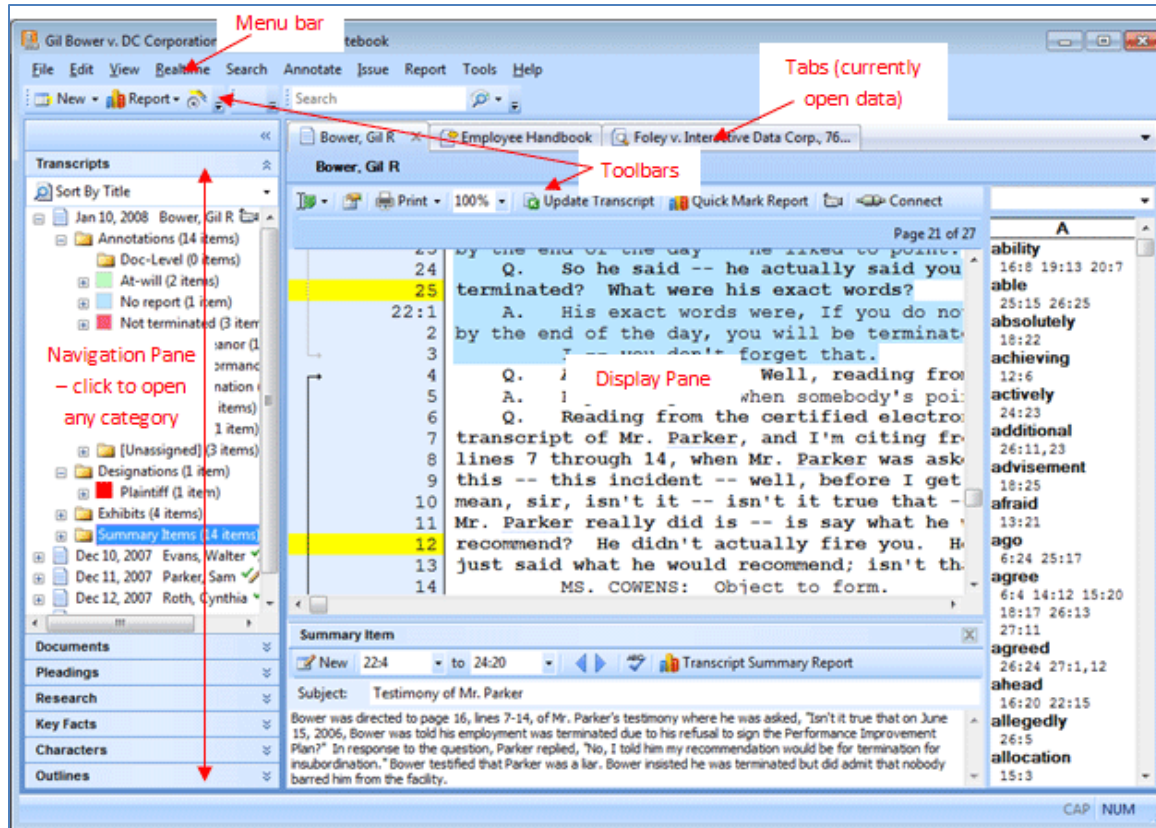 Menu bar
Gil Bower v. DC Corporation tebook
File Edit View Realtime Search Annotate Issue Report Tools Help
Tabs (currently
open data)
New Report Search
Bower, Gil R Employee Handbook Foley v. Interactive Data Corp., 76...
Transcripts
Bower, Gil R
Toolbars
Sort By Title
Print 100% Update Transcript Quick Mark Report Connect
Page 21 of 27
Jan 10, 2008 Bower, Gil R
Annotations (14 items)
Doc-Level (0 items)
At-will (2 items)
No report (1 item)
Not terminated (3 item
anor (1
ormanc
nation
items)
1 item)
[Unassigned] (3 items)
Designations (1 item)
Plaintiff (1 item)
Exhibits (4 items)
Summary Items (14 items)
Dec 10, 2007 Evans, Walter
Dec 11, 2007 Parker, Sam
Dec 12, 2007 Roth, Cynthia
Navigation Pane
– click to open
any category
Documents
Pleadings
Research
Key Facts
Characters
Outlines
by the end of the day he liked to point.
24 Q. So he said -- he actually said you
25 terminated? What were his exact words?
22:1 A. His exact words were, If you do no
2 by the end of the day, you will be terminat
3 I -- you don't forget that.
4 Q. Well, reading fro
5 A. when somebody's poi
6 Q. Reading from the certified electro
7 transcript of Mr. Parker, and I'm citing fr
8 lines 7 through 14, when Mr. Parker was ask
9 this -- this incident -- well, before I get
10 mean, sir, isn't it -- isn't it true that -
11 Mr. Parker really did is -- is say what he
12 recommend? He didn't actually fire you. H
13 just said what he would recommend; isn't th
14 MS. COWENS: Object to form.
Display Pane
A
ability
16:8 19:13 20:7
able
25:15 26:25
absolutely
18:22
achieving
12:6
actively
24:23
additional
26:11,23
advisement
18:25
afraid
13:21
ago
6:24 25:17
agree
6:4 14:12 15:20
18:17 26:13
27:11
agreed
26:24 27:1,12
ahead
16:20 22:15
allegedly
26:5
allocation
15:3
Summary Item
New 22:4 to 24:20 Transcript Summary Report
Subject: Testimony of Mr. Parker
Bower was directed to page 16, lines 7-14, of Mr. Parker's testimony where he was asked, "Isn't it true that on June
15, 2006, Bower was told his employment was terminated due to his refusal to sign the Performance Improvement
Plan?" In response to the question, Parker replied, "No, I told him my recommendation would be for termination for
insubordination." Bower testified that Parker was a liar. Bower insisted he was terminated but did admit that nobody
barred him from the facility.
CAP NUM